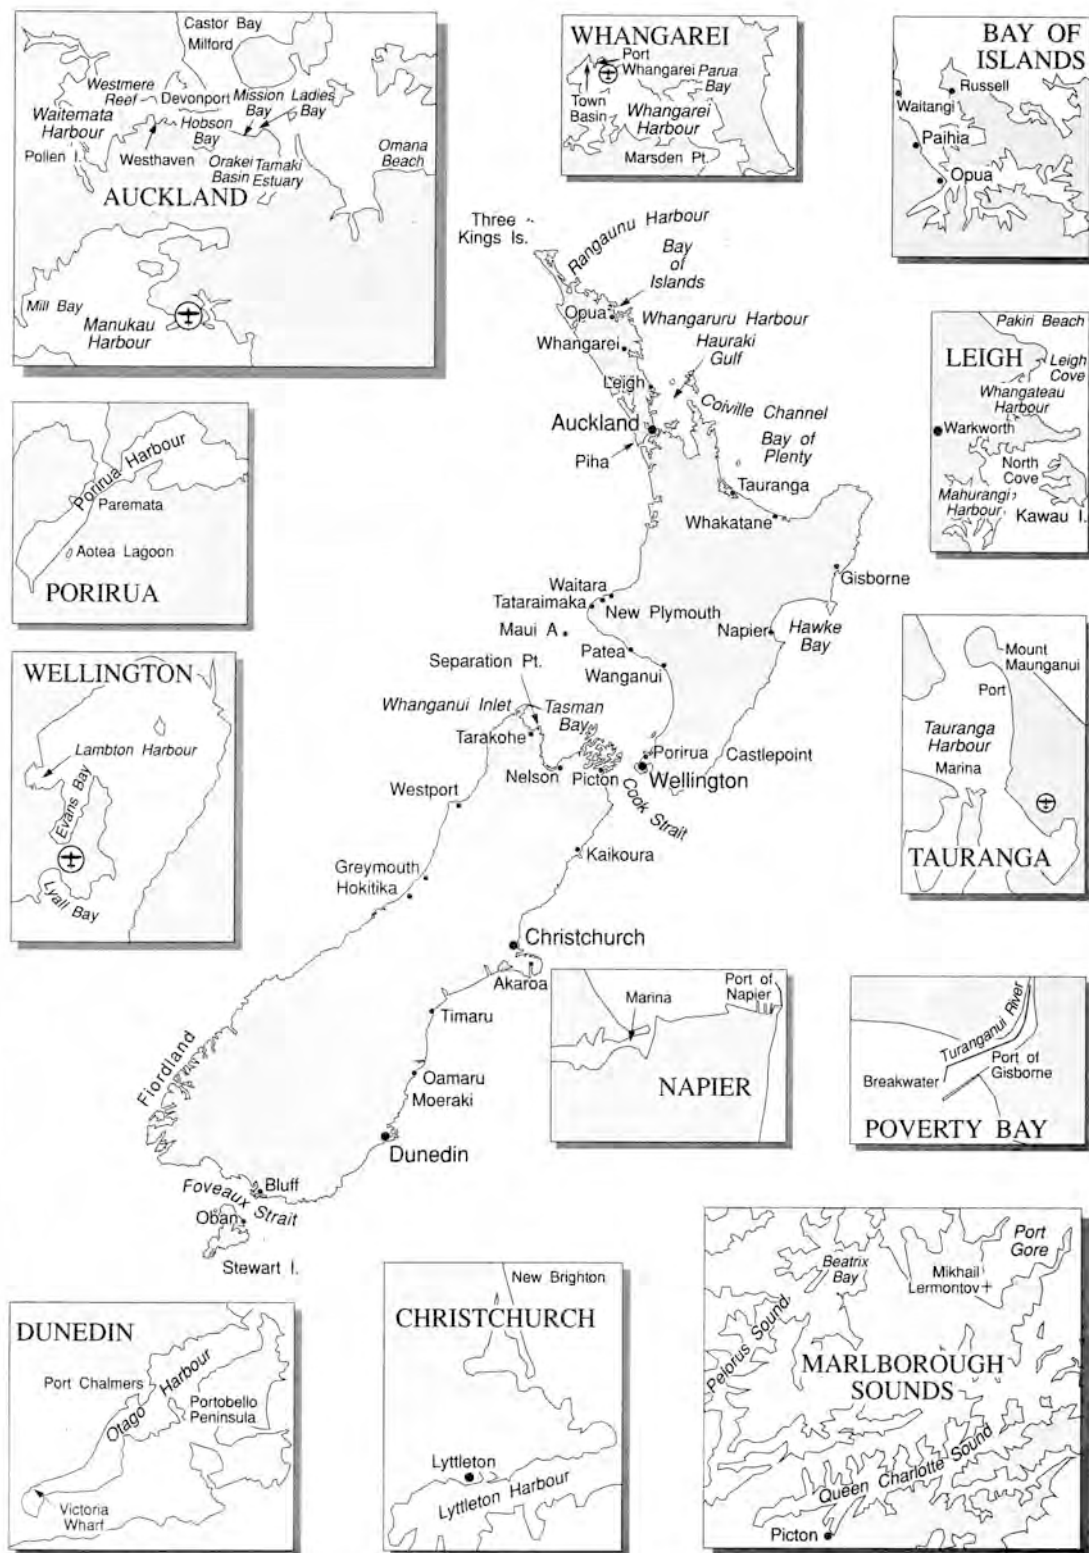 Castor Bay
Milford
Westmere
Reef
Devonport
Mission
Bay
Ladies
Bay
Waitemata
Harbour
Hobson
Bay
Pollen I.
Westhaven
Orakei
Basin
Tamaki
Estuary
Omana
Beach
AUCKLAND
Mill Bay
Manukau
Harbour
WHANGAREI
Port
Whangarei
Parua
Bay
Town
Basin
Whangarei
Harbour
Marsden Pt.
BAY OF
ISLANDS
Russell
Waitangi
Paihia
Opua
Three
Kings Is.
Rangaunu Harbour
Bay
of
Islands
Opua
Whangaruru Harbour
Whangarei
Hauraki
Gulf
Leigh
Coiville Channel
Auckland
Bay of
Plenty
Piha
Tauranga
Whakatane
Gisborne
Waitara
Tataraimaka
New Plymouth
Maui A
Napier
Hawke
Bay
Patea
Separation Pt.
Wanganui
Whanganui Inlet
Tasman
Bay
Tarakohe
Porirua
Castlepoint
Nelson
Picton
Wellington
Cook Strait
Westport
Kaikoura
Greymouth
Hokitika
Christchurch
Akaroa
Timaru
Fiordland
Oamaru
Moeraki
Dunedin
Bluff
Foveaux Strait
Oban
Stewart I.
Pakiri Beach
LEIGH
Leigh
Cove
Whangateau
Harbour
Warkworth
North
Cove
Mahurangi
Harbour
Kawau I.
Porirua Harbour
Paremata
Aotea Lagoon
PORIRUA
WELLINGTON
Lambton Harbour
Evans Bay
Lyall Bay
Mount
Maunganui
Port
Tauranga
Harbour
Marina
TAURANGA
Marina
Port of
Napier
NAPIER
Turanganui River
Port of
Gisborne
Breakwater
POVERTY BAY
DUNEDIN
Port Chalmers
Otago Harbour
Portobello
Peninsula
Victoria
Wharf
New Brighton
CHRISTCHURCH
Lyttleton
Lyttleton Harbour
Port
Gore
Beatrix
Bay
Mikhail
Lermontov
Pelorus Sound
MARLBOROUGH
SOUNDS
Queen Charlotte Sound
Picton